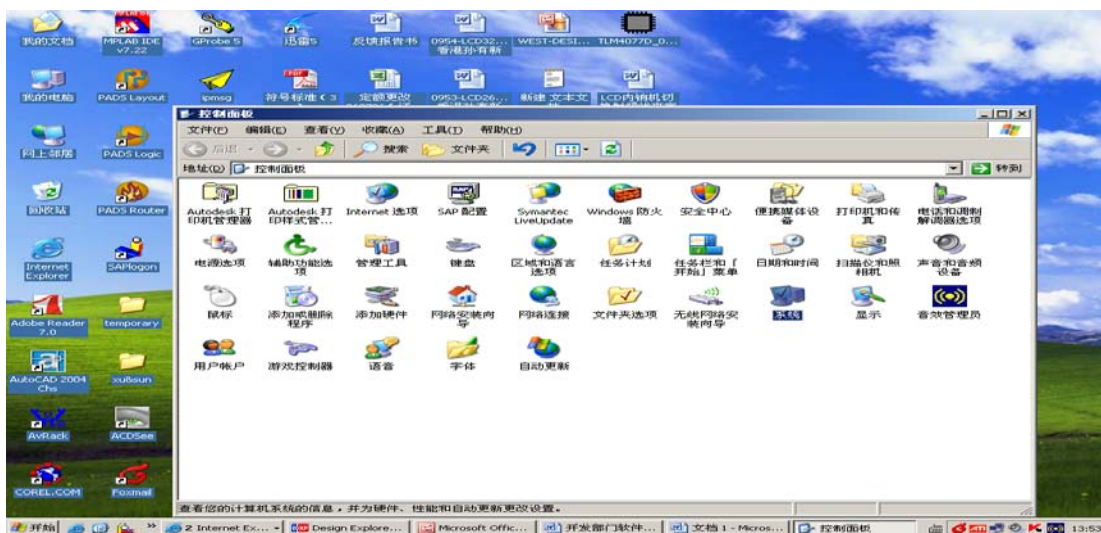 我的文档
MPLAB IDE
v7.22
GProbe 5
迅雷5
反馈报告书
0954-LCD32...
香港孙有新
WEST-DESI...
TLM4077D_0...
我的电脑
PADS Layout
ipmsg
符号标准(3
定额更改
0953-LCD26...
新建 文本文
LCD内销机切
控制面板
文件(F) 编辑(E) 查看(V) 收藏(A) 工具(T) 帮助(H)
后退 搜索 文件夹
地址(D) 控制面板 转到
网上邻居
PADS Logic
回收站
PADS Router
Internet
Explorer
SAPlogon
Adobe Reader
7.0
temporary
AutoCAD 2004
Chs
xu8sun
AvRack
ACDSee
COREL.COM
Foxmail
Autodesk 打
印机管理器
Autodesk 打
印样式管...
Internet 选项
SAP 配置
Symantec
LiveUpdate
Windows 防火
墙
安全中心
便携媒体设
备
打印机和传
真
电话和调制
解调器选项
电源选项
辅助功能选
项
管理工具
键盘
区域和语言
选项
任务计划
任务栏和「
开始」菜单
日期和时间
扫描仪和照
相机
声音和音频
设备
鼠标
添加或删除
程序
添加硬件
网络安装向
导
网络连接
文件夹选项
无线网络安
装向导
系统
显示
音效管理员
用户帐户
游戏控制器
语音
字体
自动更新
查看您的计算机系统的信息，并为硬件、性能和自动更新更改设置。
开始
2 Internet Ex...
Design Explore...
Microsoft Offic...
开发部门软件...
文档 1 - Micros...
控制面板
13:53